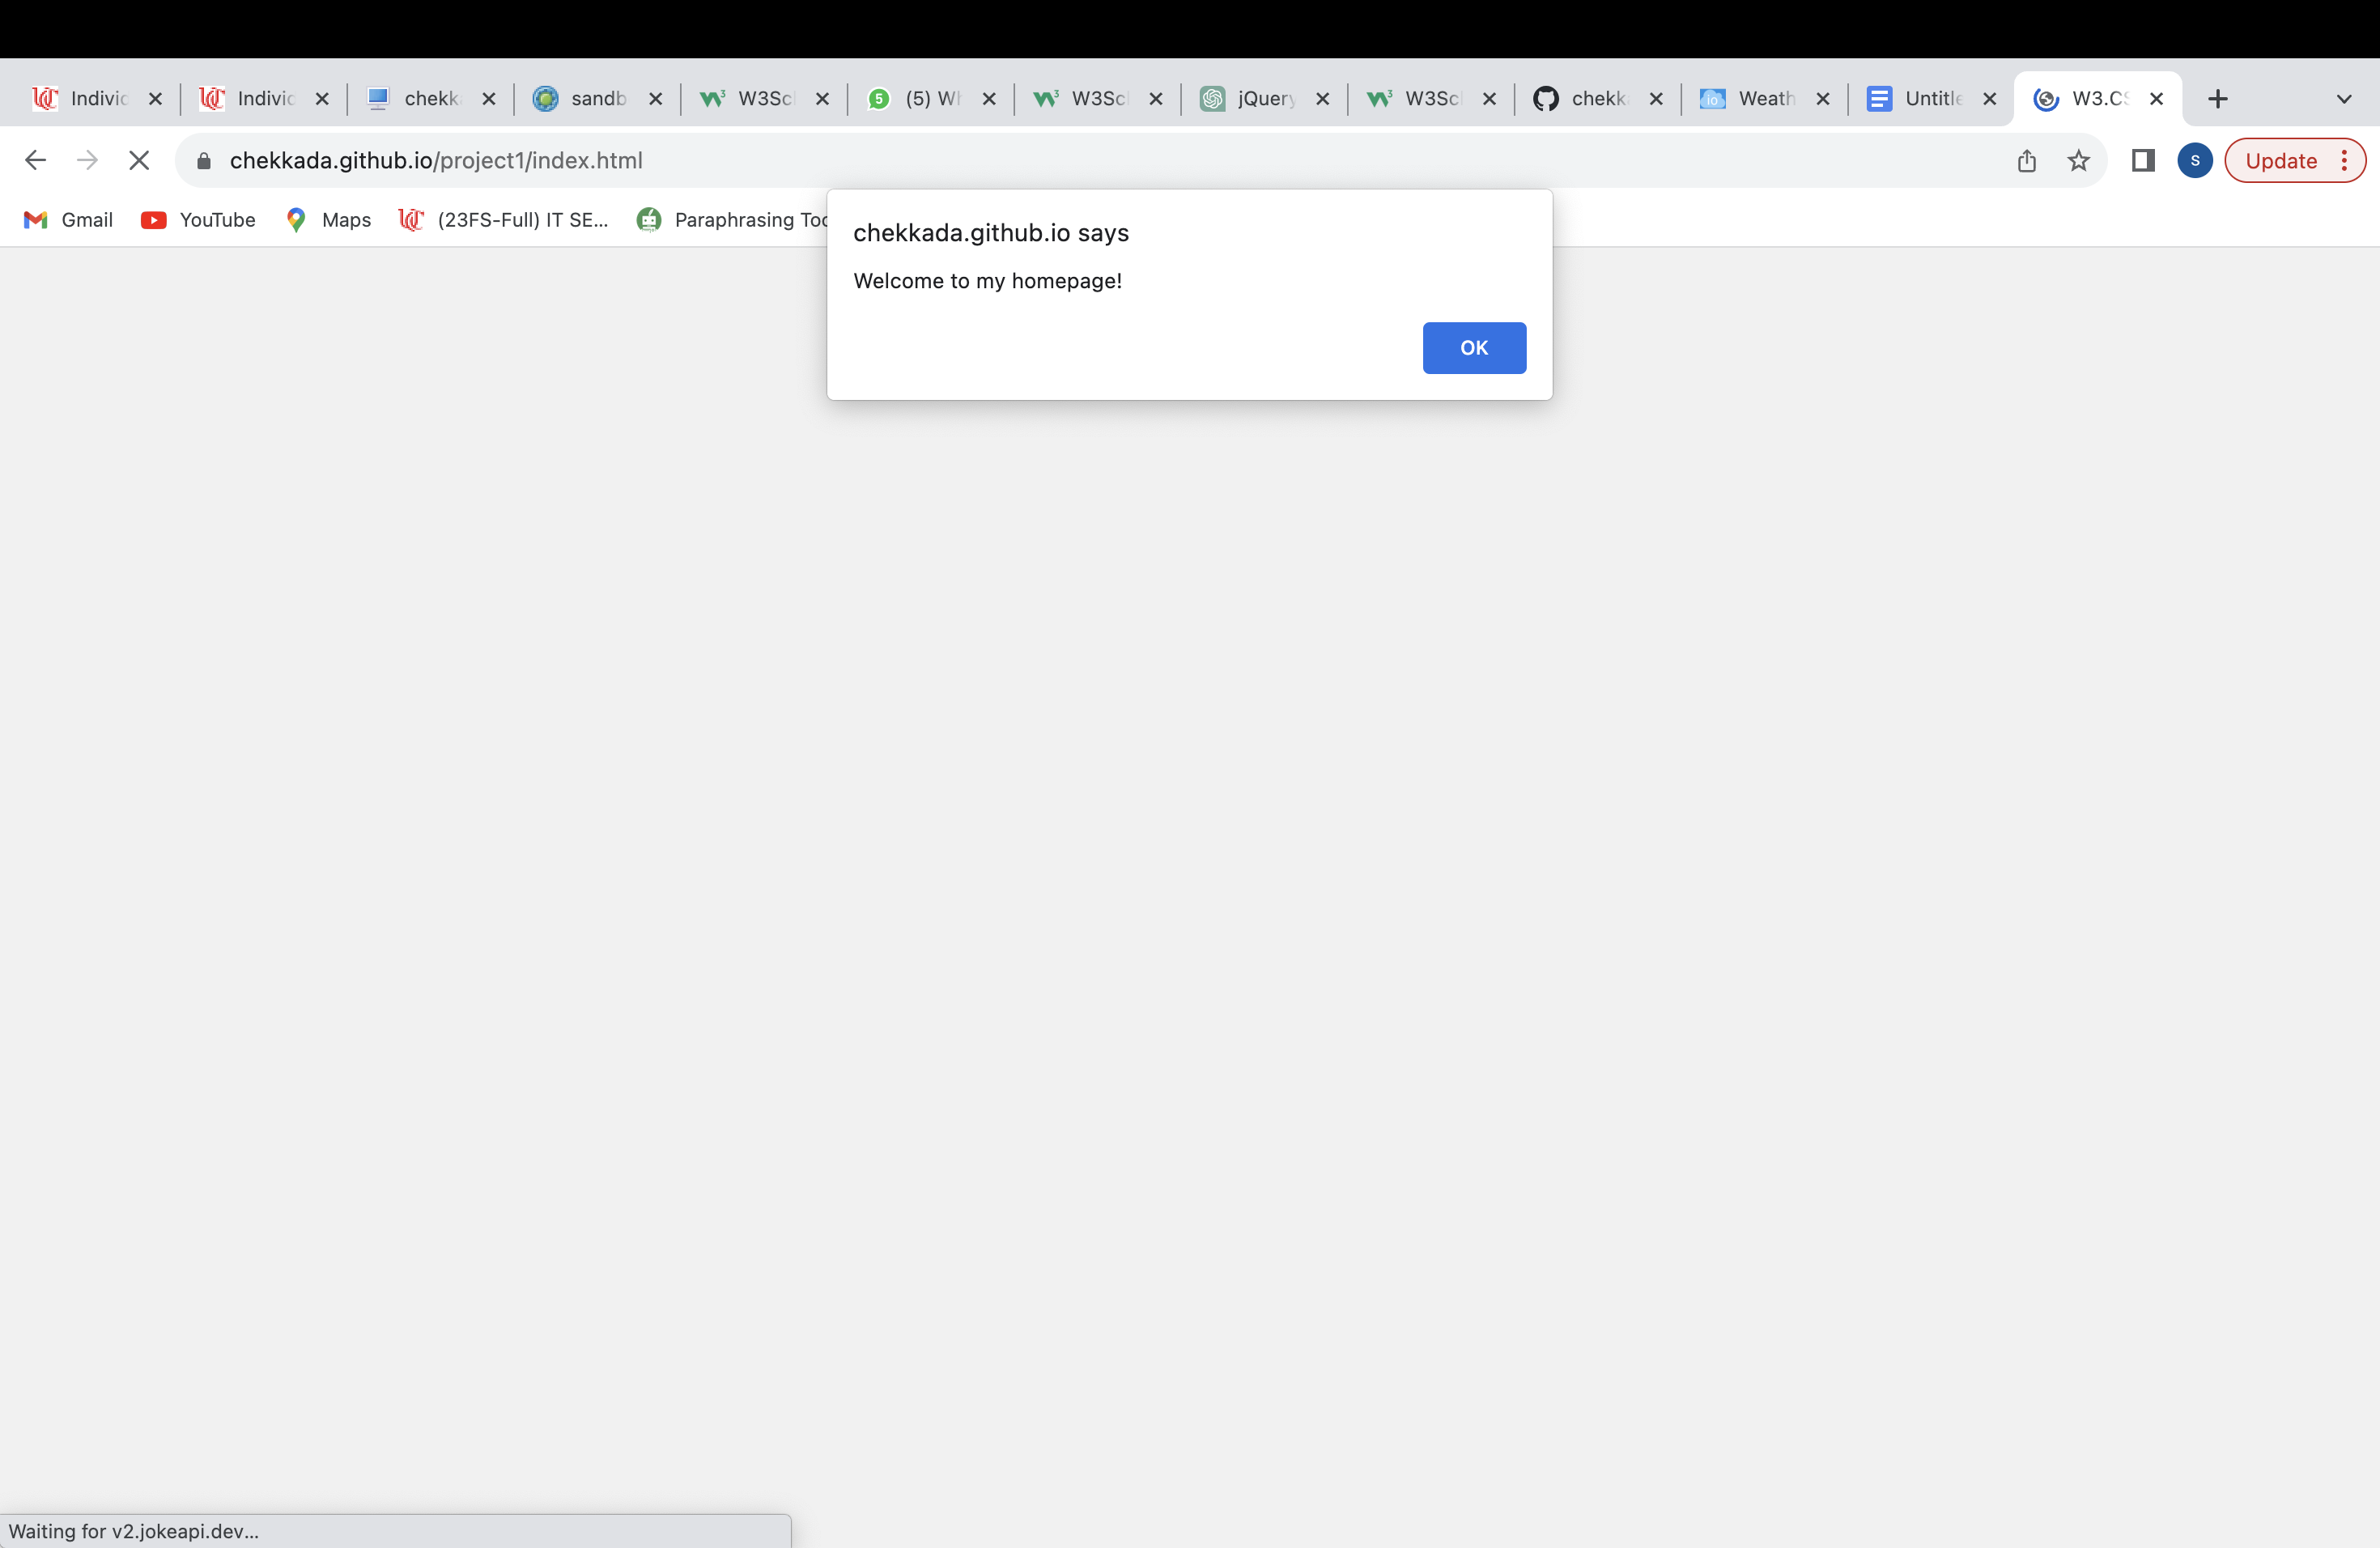 Indivic
Indivic
chekk
sandb
W3Sc
(5) W
W3Sc
jQuery
W3Sc
chekk
Weath
Untitle
W3.CS
chekkada.github.io/project1/index.html
S
Update
Gmail
YouTube
Maps
(23FS-Full) IT SE...
Paraphrasing Too
chekkada.github.io says
Welcome to my homepage!
OK
Waiting for v2.jokeapi.dev...